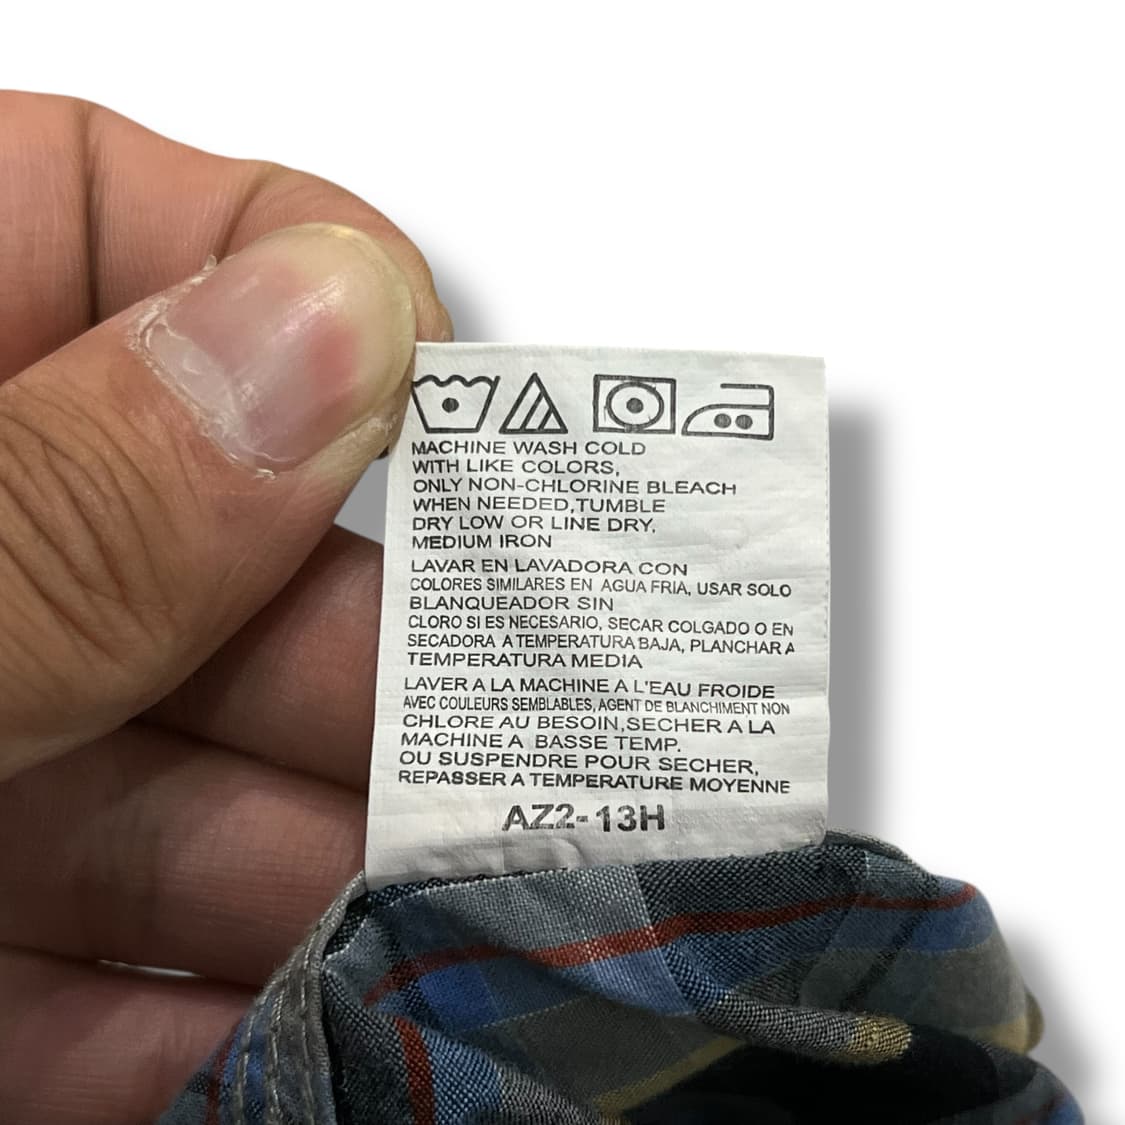 MACHINE WASH COLD
WITH LIKE COLORS,
ONLY NON-CHLORINE BLEACH
WHEN NEEDED,TUMBLE
DRY LOW OR LINE DRY,
MEDIUM IRON
LAVAR EN LAVADORA CON
COLORES SIMILARES EN AGUA FRIA, USAR SOLO
BLANQUEADOR SIN
CLORO SI ES NECESARIO, SECAR COLGADO O EN
SECADORA A TEMPERATURA BAJA, PLANCHAR A
TEMPERATURA MEDIA
LAVER A LA MACHINE A L'EAU FROIDE
AVEC COULEURS SEMBLABLES, AGENT DE BLANCHIMENT NON
CHLORE AU BESOIN,SECHER A LA
MACHINE A BASSE TEMP.
OU SUSPENDRE POUR SECHER,
REPASSER A TEMPERATURE MOYENNE
AZ2-13H